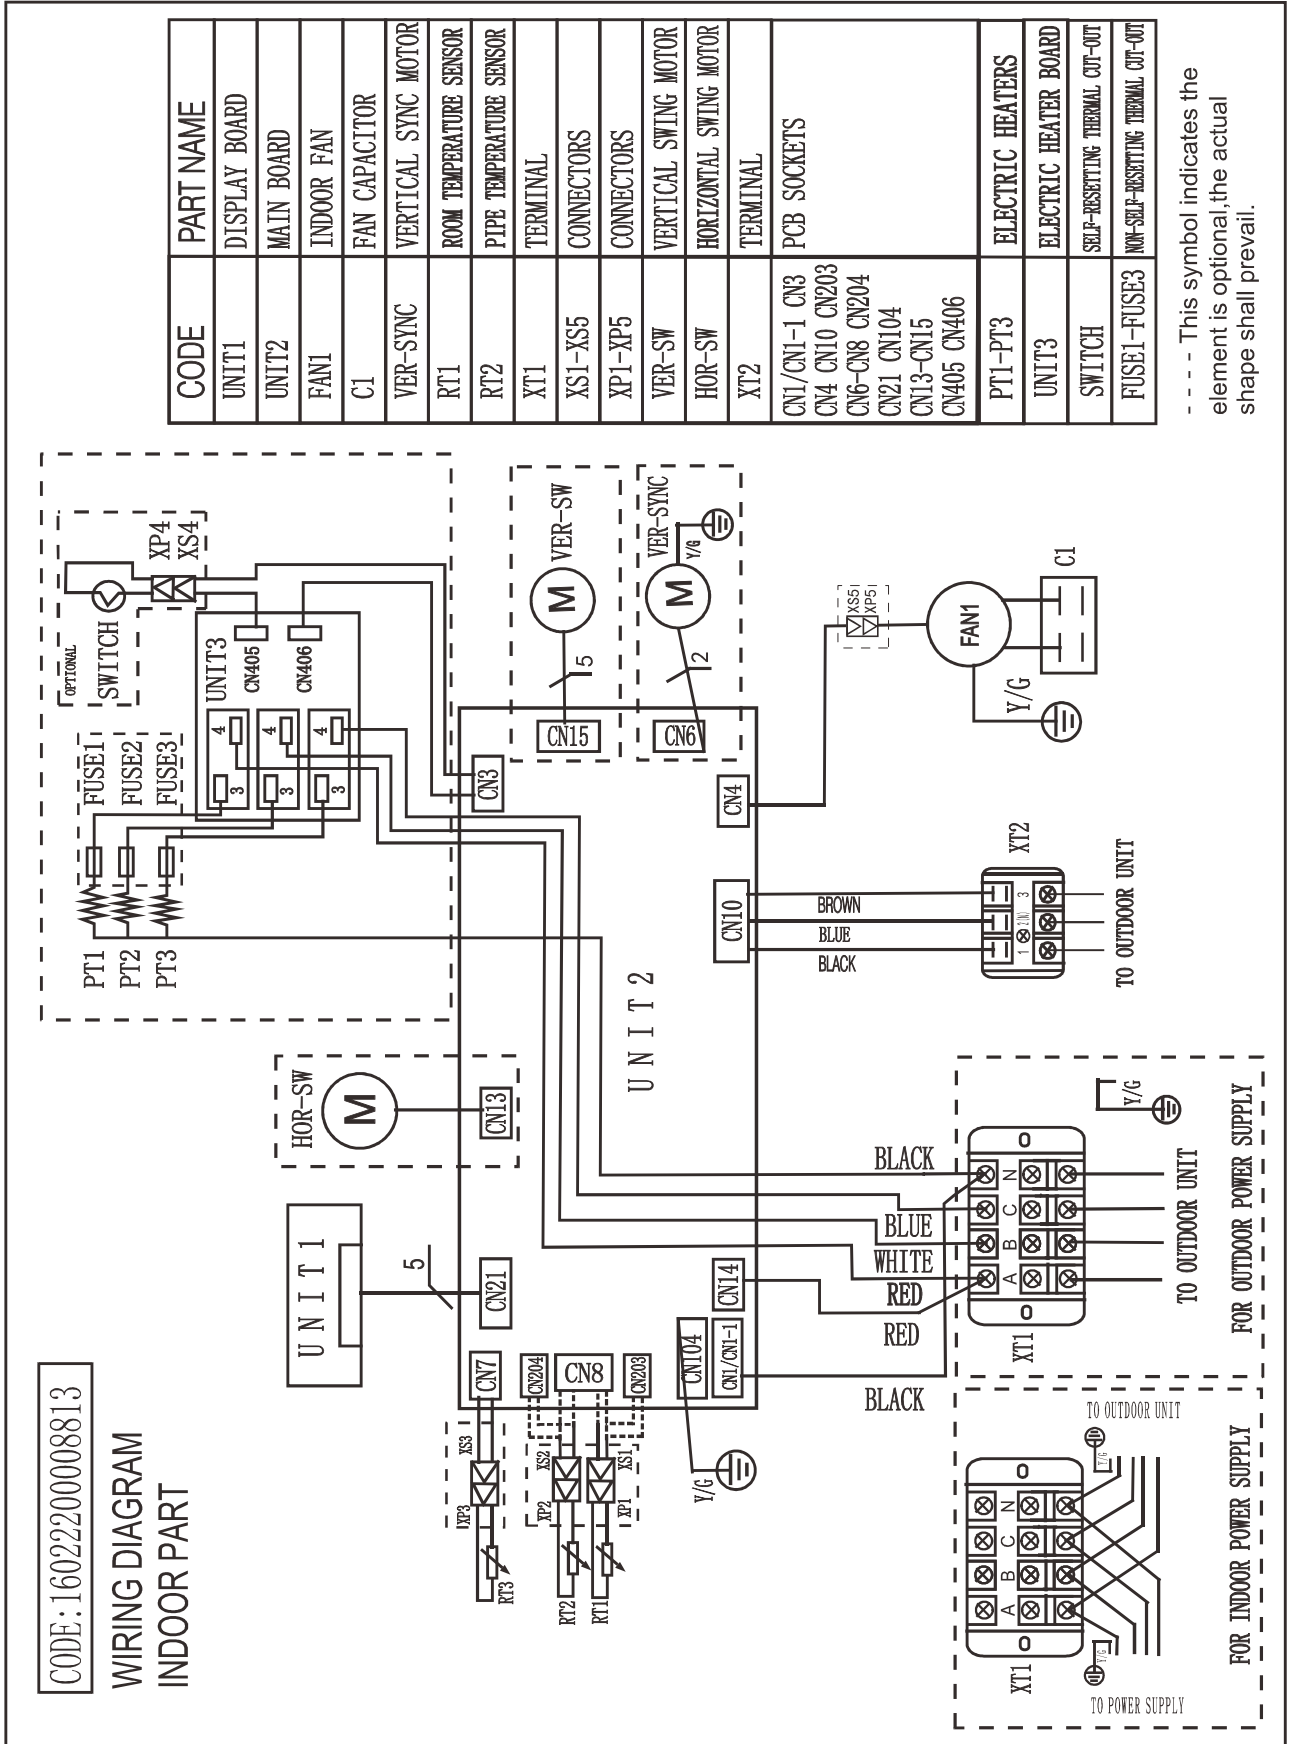 CODE:16022200008813
WIRING DIAGRAM
INDOOR PART
CODE PART NAME
UNIT1 DISPLAY BOARD
UNIT2 MAIN BOARD
FAN1 INDOOR FAN
C1 FAN CAPACITOR
VER-SYNC VERTICAL SYNC MOTOR
RT1 ROOM TEMPERATURE SENSOR
RT2 PIPE TEMPERATURE SENSOR
XT1 TERMINAL
XS1-XS5 CONNECTORS
XP1-XP5 CONNECTORS
VER-SW VERTICAL SWING MOTOR
HOR-SW HORIZONTAL SWING MOTOR
XT2 TERMINAL
CN1/CN1-1 CN3 PCB SOCKETS
CN4 CN10 CN203
CN6-CN8 CN204
CN21 CN104
CN13-CN15
CN405 CN406
PT1-PT3 ELECTRIC HEATERS
UNIT3 ELECTRIC HEATER BOARD
SWITCH SELF-RESETTING THERMAL CUT-OUT
FUSE1-FUSE3 NON-SELF-RESETTING THERMAL CUT-OUT
- - - - This symbol indicates the
element is optional,the actual
shape shall prevail.
OPTIONAL
SWITCH
XP4
XS4
UNIT3
CN405
CN406
4
3
4
3
4
3
FUSE1
FUSE2
FUSE3
PT1
PT2
PT3
HOR-SW
M
CN13
UNIT1
5
CN21
CN3
VER-SW
M
5
CN15
VER-SYNC
M
Y/G
2
CN6
CN4
XS5
XP5
FAN1
C1
Y/G
CN10
BROWN
BLUE
BLACK
XT2
1 2(N) 3
TO OUTDOOR UNIT
UNIT2
CN7
CN204
CN8
CN203
CN104
CN1/CN1-1
CN14
XS3
XP3
RT3
XS2
XP2
RT2
XS1
XP1
RT1
Y/G
BLACK
BLUE
WHITE
RED
RED
BLACK
A B C N
XT1
Y/G
TO OUTDOOR UNIT
FOR OUTDOOR POWER SUPPLY
TO OUTDOOR UNIT
Y/G
A B C N
XT1
Y/G
TO POWER SUPPLY
FOR INDOOR POWER SUPPLY